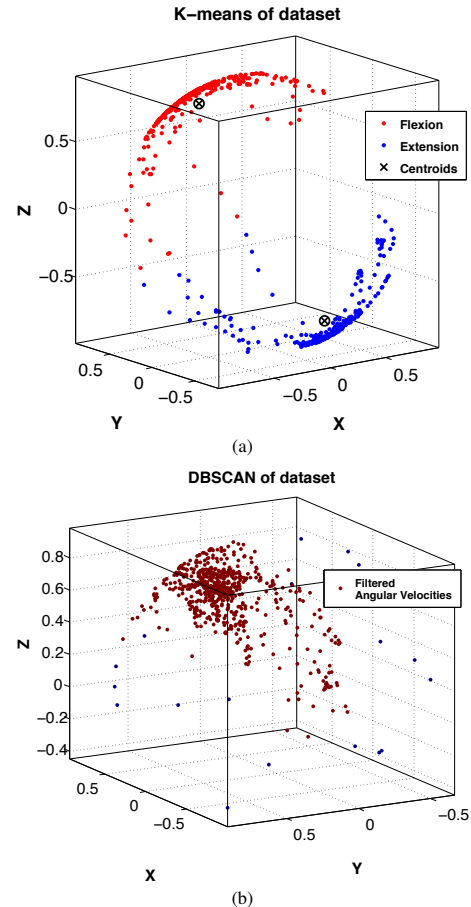 K−means of dataset
0.5
0
−0.5
Z
Flexion
Extension
Centroids
0.5
0
−0.5
Y
−0.5
0
0.5
X
(a)
DBSCAN of dataset
0.8
0.6
0.4
0.2
0
−0.2
−0.4
Z
Filtered
Angular Velocities
0.5
0
−0.5
X
0.5
0
−0.5
Y
(b)